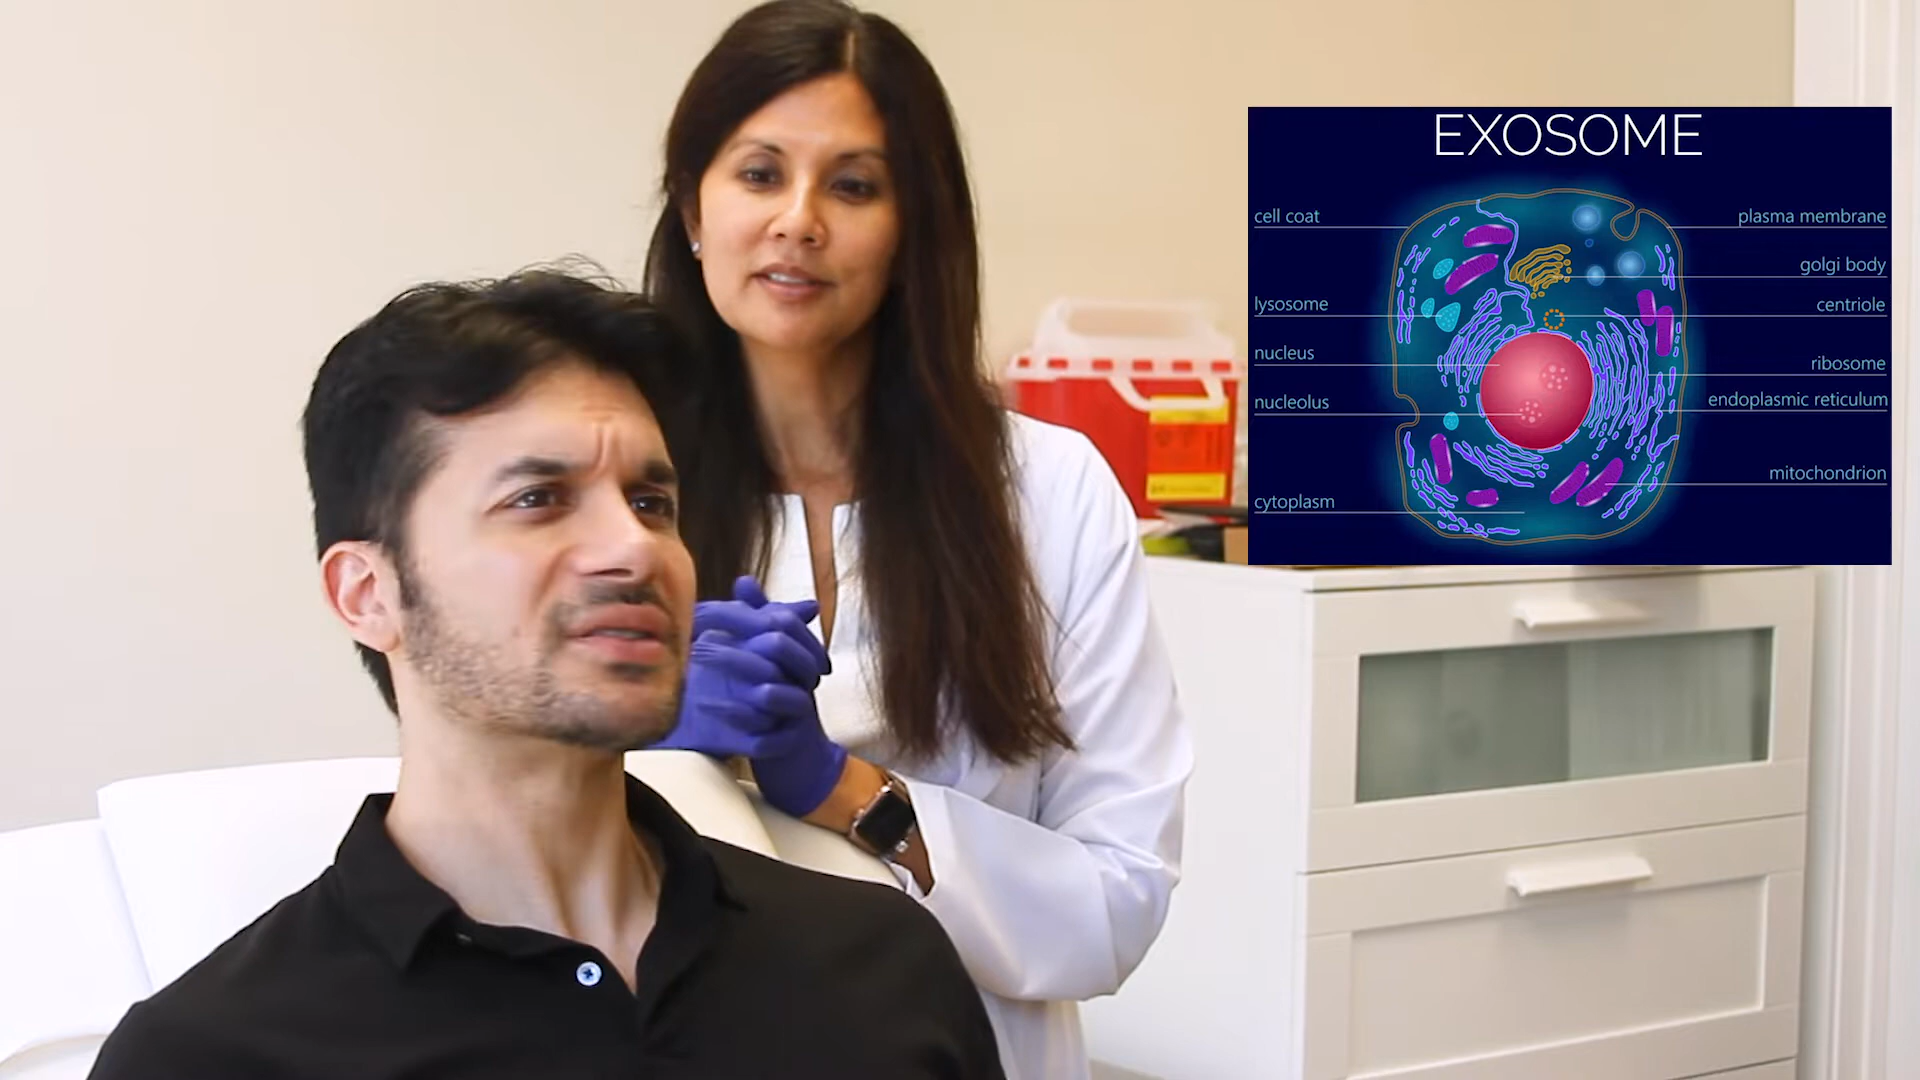 EXOSOME
cell coat
plasma membrane
golgi body
lysosome
centriole
nucleus
ribosome
nucleolus
endoplasmic reticulum
mitochondrion
cytoplasm